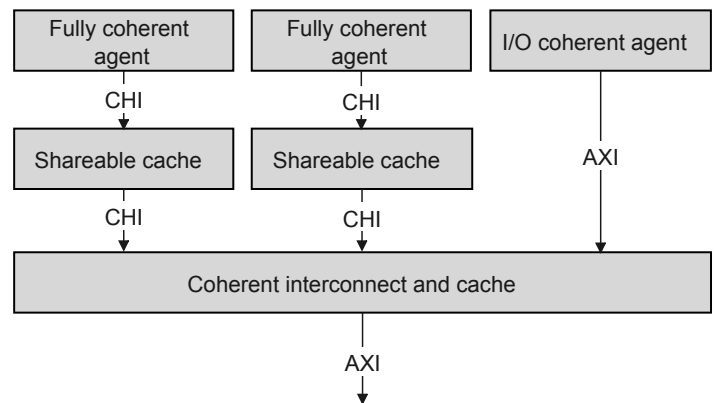 Fully coherent
agent
Fully coherent
agent
I/O coherent agent
CHI
CHI
Shareable cache
Shareable cache
AXI
CHI
CHI
Coherent interconnect and cache
AXI